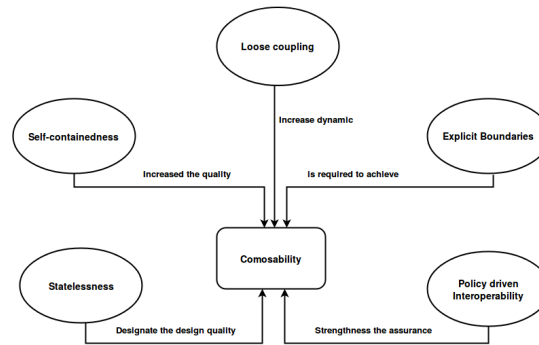 Loose coupling
Increase dynamic
Self-containedness
Explicit Boundaries
Increased the quality
Is required to achieve
Comosability
Statelessness
Policy driven
Interoperability
Designate the design quality
Strengthness the assurance